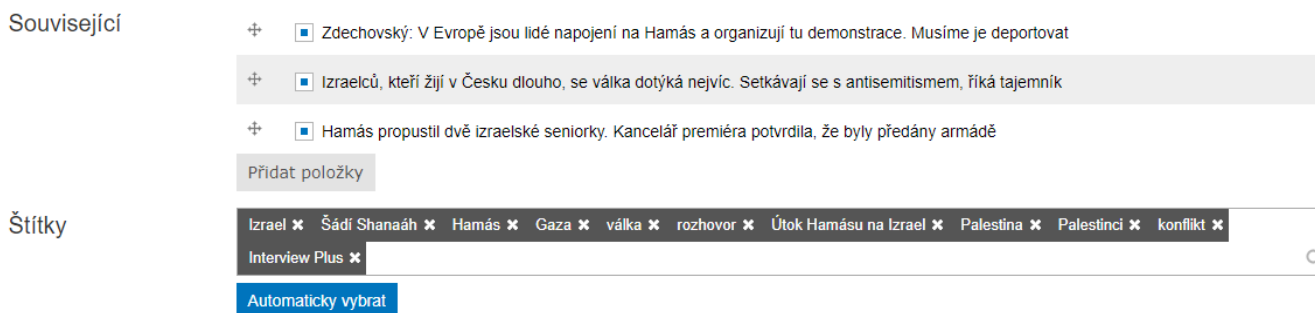 Související
Zdechovský: V Evropě jsou lidé napojení na Hamás a organizují tu demonstrace. Musíme je deportovat
Izraelců, kteří žijí v Česku dlouho, se válka dotýká nejvíc. Setkávají se s antisemitismem, říká tajemník
Hamás propustil dvě izraelské seniorky. Kancelář premiéra potvrdila, že byly předány armádě
Přidat položky
Štítky
Izrael ✖ Šádí Shanaáh ✖ Hamás ✖ Gaza ✖ válka ✖ rozhovor ✖ Útok Hamásu na Izrael ✖ Palestina ✖ Palestinci ✖ konflikt ✖
Interview Plus ✖
Automaticky vybrat